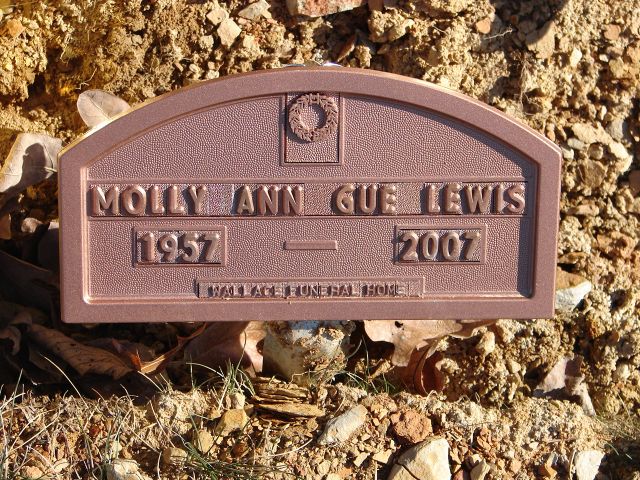 MOLLY ANN GUE LEWIS
1957 — 2007
WALLACE FUNERAL HOME